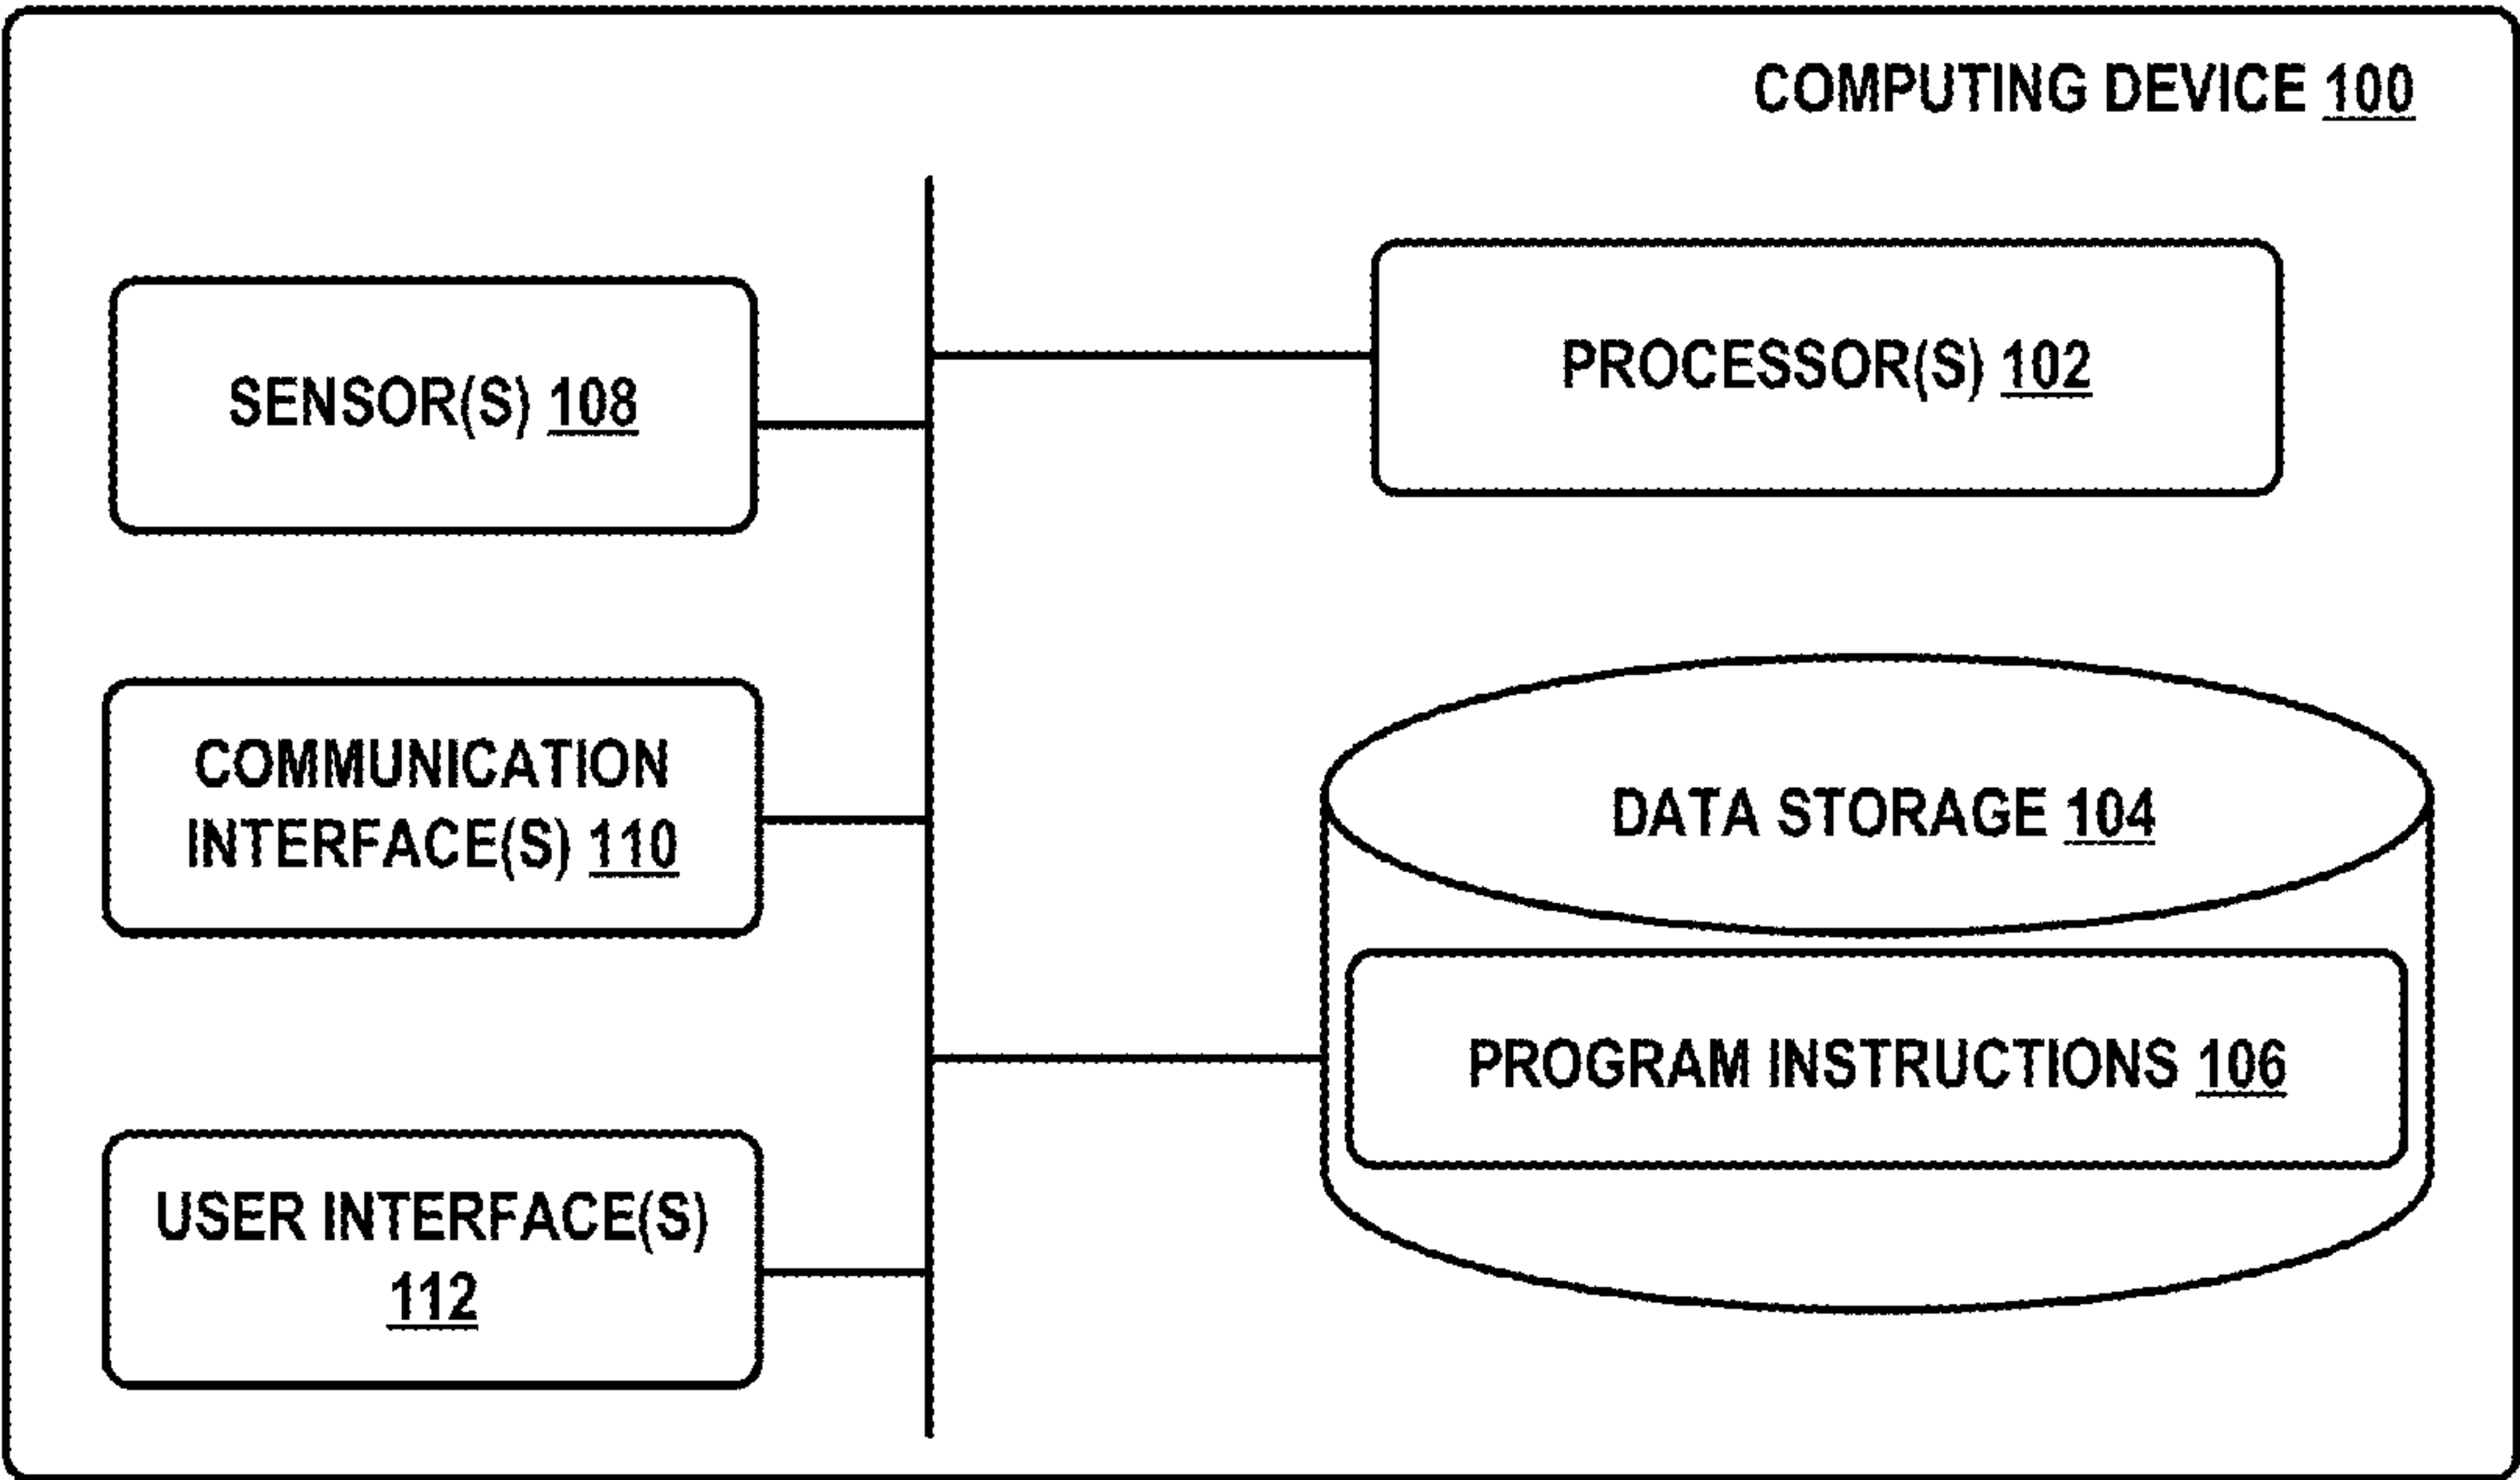 COMPUTING DEVICE 100
SENSOR(S) 108
PROCESSOR(S) 102
COMMUNICATION
INTERFACE(S) 110
DATA STORAGE 104
PROGRAM INSTRUCTIONS 106
USER INTERFACE(S)
112